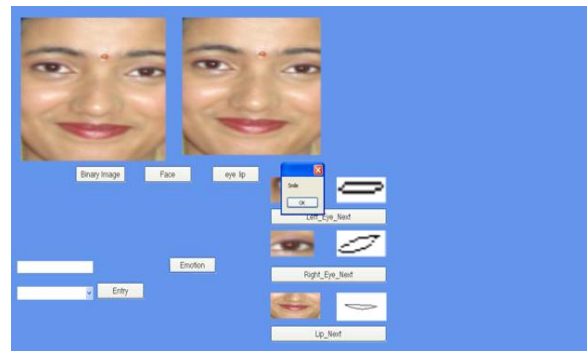 Binary Image
Face
eye lip
Smile
OK
Left_Eye_Next
Right_Eye_Next
Emotion
Entry
Lip_Next